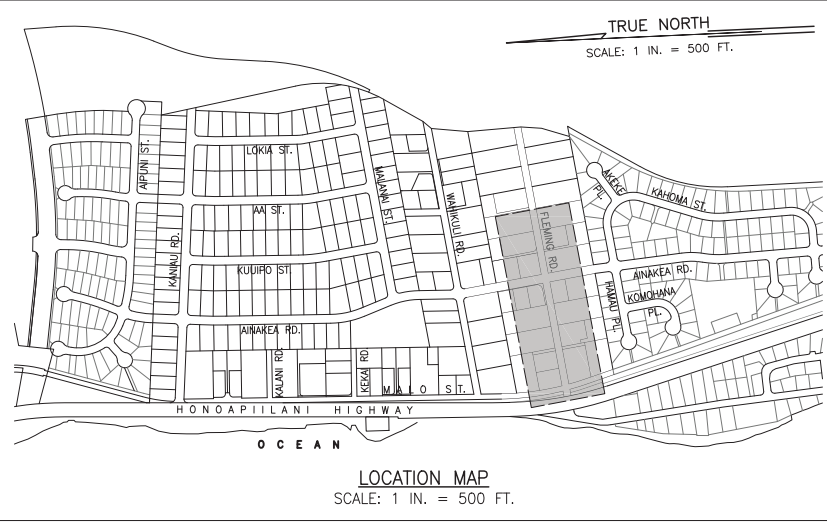 TRUE NORTH
SCALE: 1 IN. = 500 FT.
LOKIA ST.
AIPUNI ST.
MALANAI ST.
AKEKE
PL.
KAHOMA ST.
AA ST.
WAHIKULI RD.
FLEMING RD.
KANIAU RD.
KUUIPO ST.
AINAKEA RD.
HAMAU PL.
KOMOHANA
PL.
AINAKEA RD.
KALANI RD.
KEKAI RD.
MALO ST.
HONOAPIILANI HIGHWAY
OCEAN
LOCATION MAP
SCALE: 1 IN. = 500 FT.